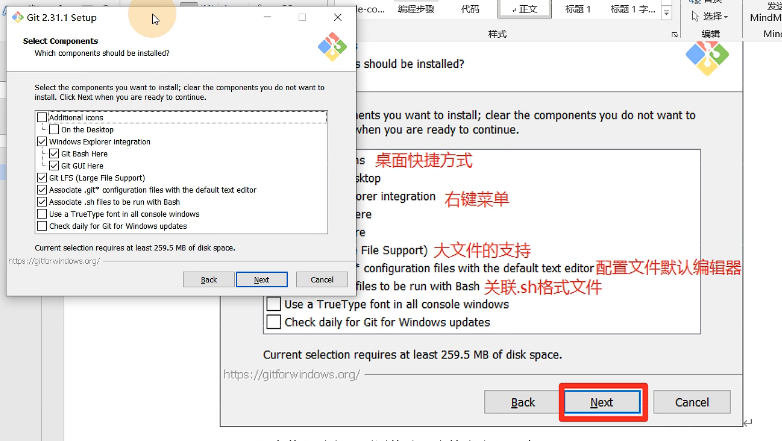 Git 2.31.1 Setup
Select Components
Which components should be installed?
Select the components you want to install; clear the components you do not want to
install. Click Next when you are ready to continue.
Additional icons
On the Desktop
Windows Explorer integration
Git Bash Here
Git GUI Here
Git LFS (Large File Support)
Associate .git* configuration files with the default text editor
Associate .sh files to be run with Bash
Use a TrueType font in all console windows
Check daily for Git for Windows updates
Current selection requires at least 259.5 MB of disk space.
https://gitforwindows.org/
Back
Next
Cancel
编程步骤
代码
正文
标题 1
标题 1 字...
样式
选择
编辑
MindM
s should be installed?
ents you want to install; clear the components you do not want to
when you are ready to continue.
ns 桌面快捷方式
sktop
orer integration 右键菜单
ere
re
e File Support) 大文件的支持
* configuration files with the default text editor 配置文件默认编辑器
files to be run with Bash 关联.sh格式文件
Use a TrueType font in all console windows
Check daily for Git for Windows updates
Current selection requires at least 259.5 MB of disk space.
https://gitforwindows.org/
Back
Next
Cancel